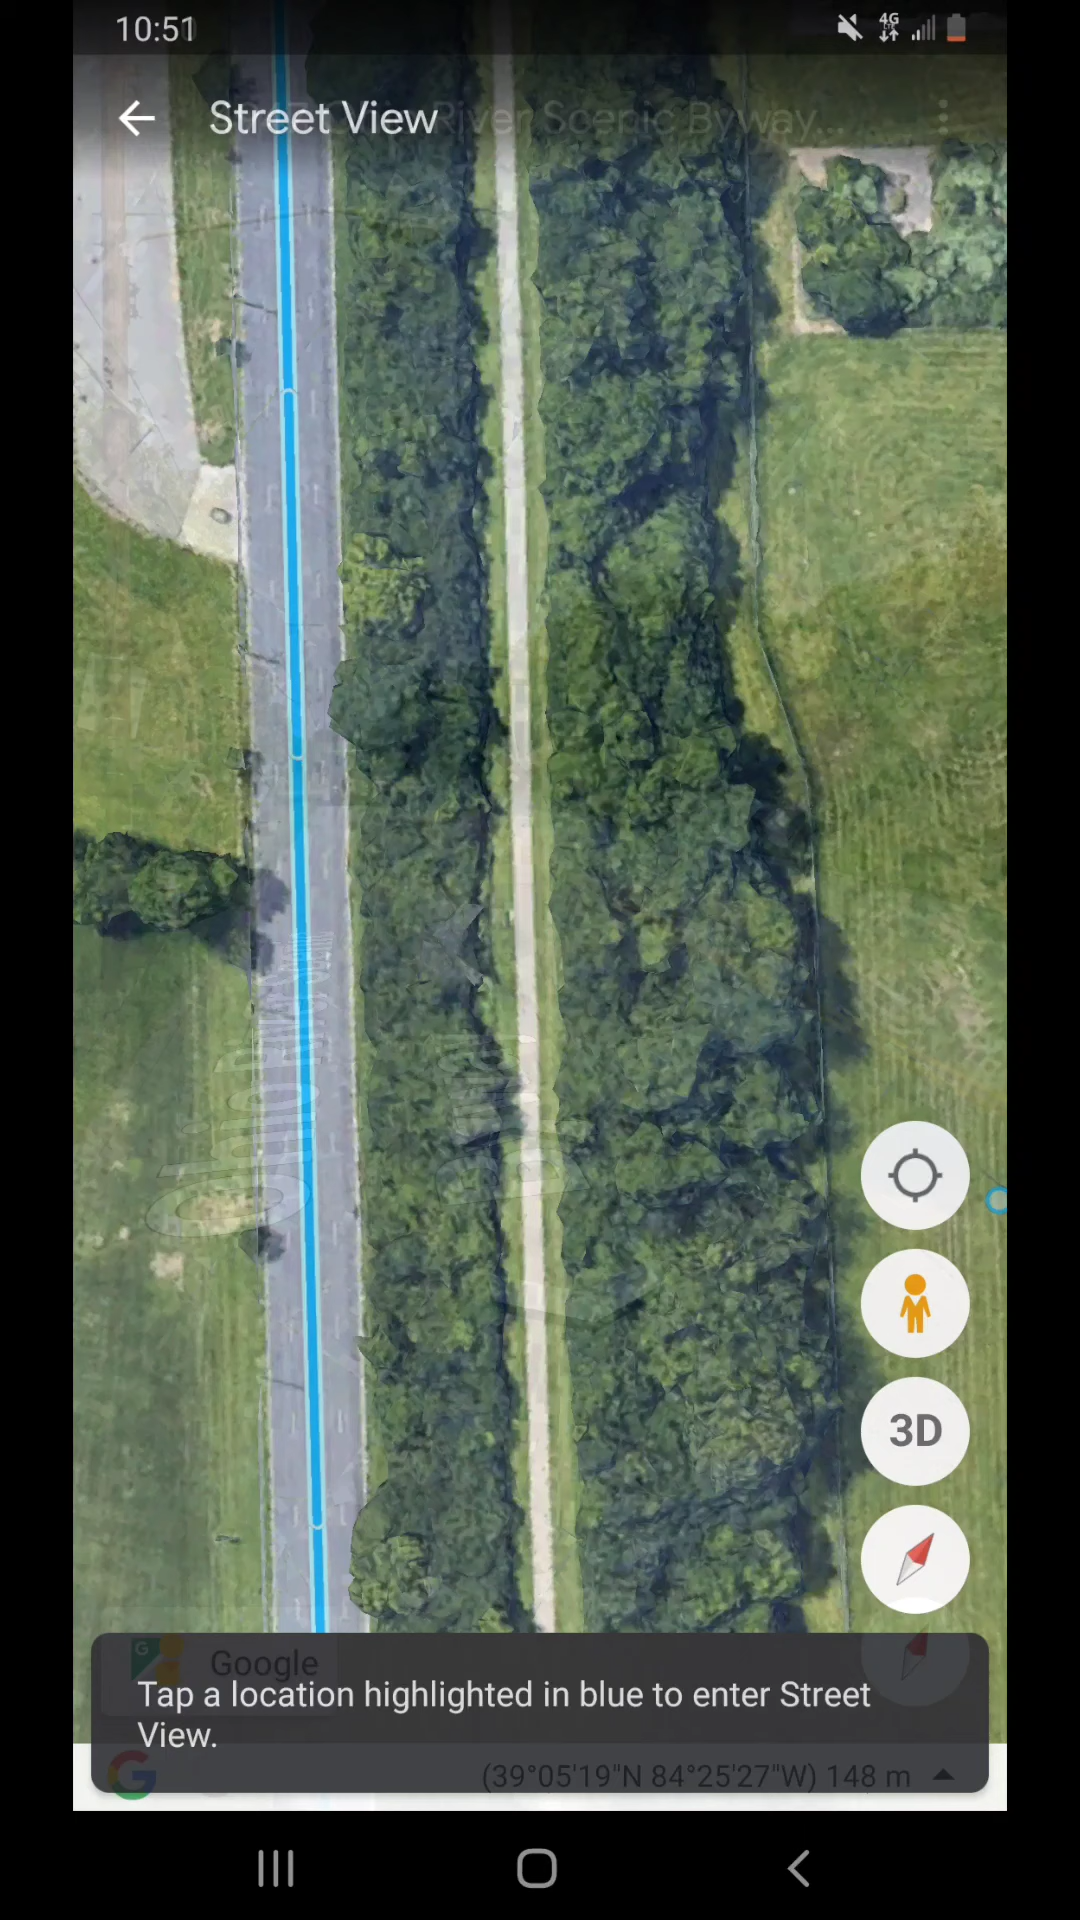 10:51
4G
Street View
River Scenic Byway...
3D
Google
Tap a location highlighted in blue to enter Street
View.
(39°05'19"N 84°25'27"W) 148 m